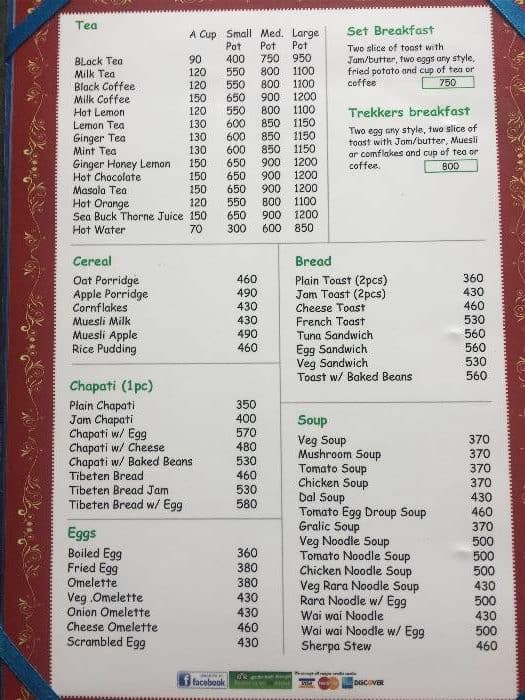 Tea
A Cup Small Pot Med. Pot Large Pot
BLack Tea 90 400 750 950
Milk Tea 120 550 800 1100
Black Coffee 120 550 800 1100
Milk Coffee 150 650 900 1200
Hot Lemon 120 550 800 1100
Lemon Tea 130 600 850 1150
Ginger Tea 130 600 850 1150
Mint Tea 130 600 850 1150
Ginger Honey Lemon 150 650 900 1200
Hot Chocolate 150 650 900 1200
Masala Tea 150 650 900 1200
Hot Orange 120 550 800 1100
Sea Buck Thorne Juice 150 650 900 1200
Hot Water 70 300 600 850
Set Breakfast
Two slice of toast with
Jam/butter, two eggs any style,
fried potato and cup of tea or
coffee 750
Trekkers breakfast
Two egg any style, two slice of
toast with Jam/butter, Muesli
or cornflakes and cup of tea or
coffee. 800
Cereal
Oat Porridge 460
Apple Porridge 490
Cornflakes 430
Muesli Milk 430
Muesli Apple 490
Rice Pudding 460
Chapati (1pc)
Plain Chapati 350
Jam Chapati 400
Chapati w/ Egg 570
Chapati w/ Cheese 480
Chapati w/ Baked Beans 530
Tibeten Bread 460
Tibeten Bread Jam 530
Tibeten Bread w/ Egg 580
Eggs
Boiled Egg 360
Fried Egg 380
Omelette 380
Veg .Omelette 430
Onion Omelette 430
Cheese Omelette 460
Scrambled Egg 430
Bread
Plain Toast (2pcs) 360
Jam Toast (2pcs) 430
Cheese Toast 460
French Toast 530
Tuna Sandwich 560
Egg Sandwich 560
Veg Sandwich 530
Toast w/ Baked Beans 560
Soup
Veg Soup 370
Mushroom Soup 370
Tomato Soup 370
Chicken Soup 370
Dal Soup 430
Tomato Egg Droup Soup 460
Gralic Soup 370
Veg Noodle Soup 500
Tomato Noodle Soup 500
Chicken Noodle Soup 500
Veg Rara Noodle Soup 430
Rara Noodle w/ Egg 500
Wai wai Noodle 430
Wai wai Noodle w/ Egg 500
Sherpa Stew 460
facebook
VISA
DISCOVER